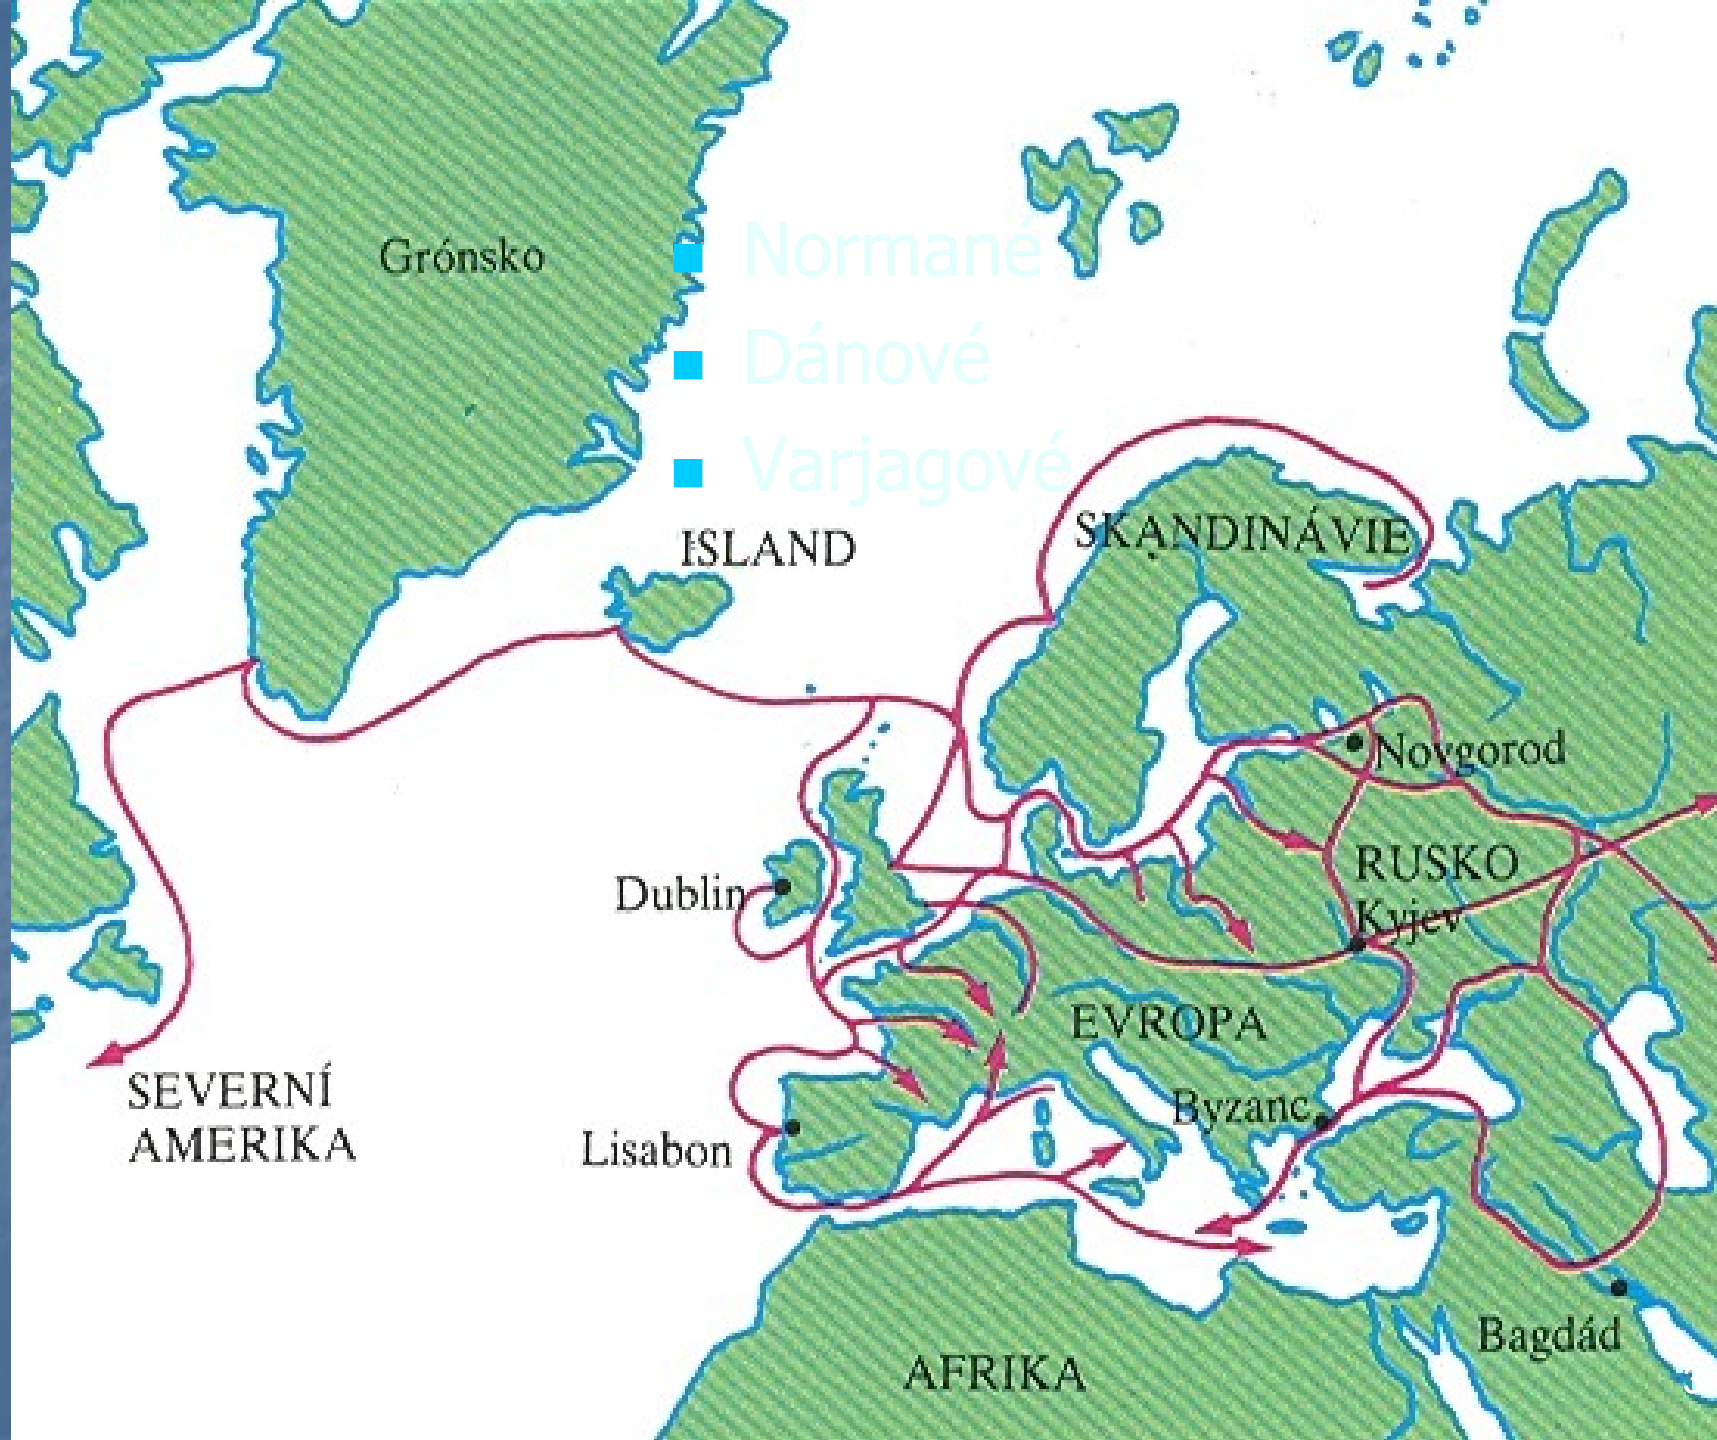 Grónsko
Normané
Dánové
Varjagové
ISLAND
SKANDINÁVIE
Novgorod
RUSKO
Dublin
Kyjev
EVROPA
SEVERNÍ
AMERIKA
Byzanc
Lisabon
Bagdád
AFRIKA